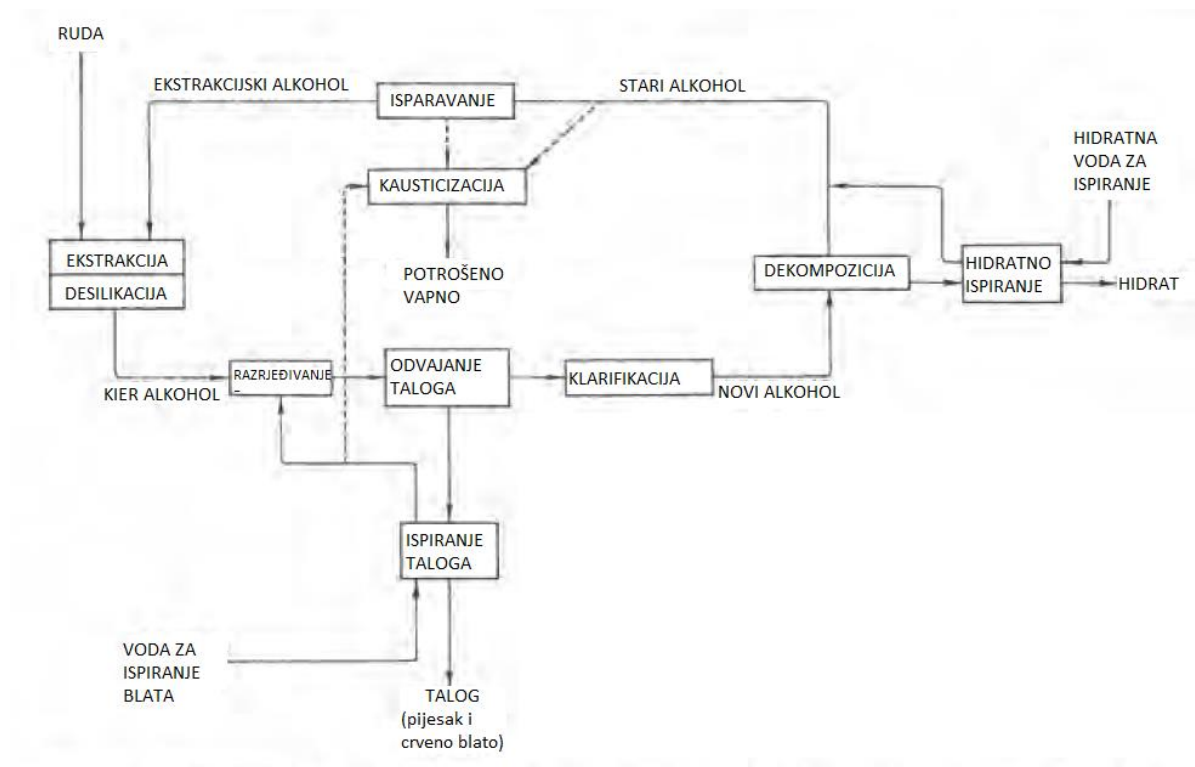 RUDA
EKSTRAKCIJSKI ALKOHOL
ISPARAVANJE
STARI ALKOHOL
HIDRATNA
VODA ZA
ISPIRANJE
KAUSTICIZACIJA
EKSTRAKCIJA
DESILIKACIJA
POTROŠENO
VAPNO
DEKOMPOZICIJA
HIDRATNO
ISPIRANJE
HIDRAT
KIER ALKOHOL
RAZRJEĐIVANJE
-
ODVAJANJE
TALOGA
KLARIFIKACIJA
NOVI ALKOHOL
ISPIRANJE
TALOGA
VODA ZA
ISPIRANJE
BLATA
TALOG
(pijesak i
crveno blato)